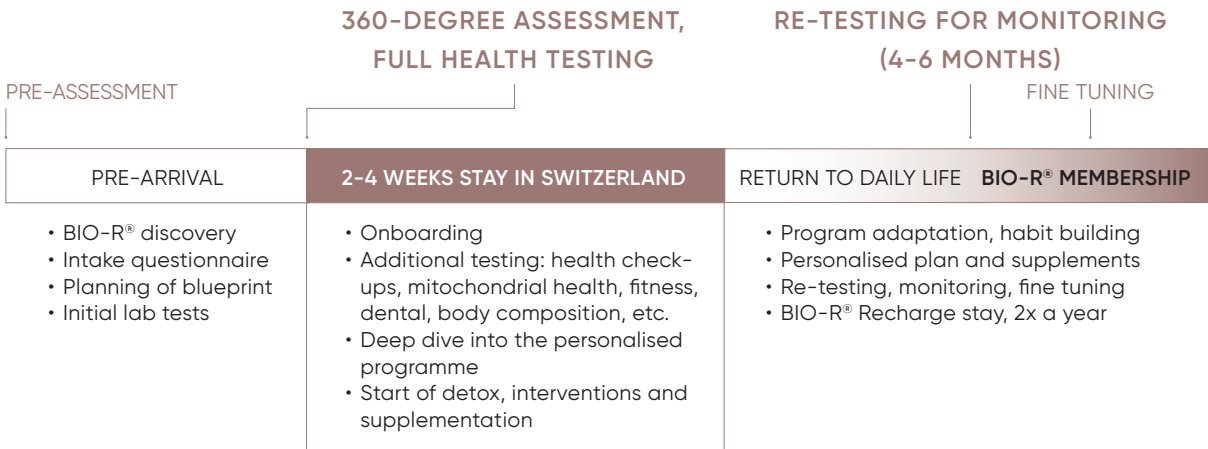 360-DEGREE ASSESSMENT,
FULL HEALTH TESTING
RE-TESTING FOR MONITORING
(4-6 MONTHS)
PRE-ASSESSMENT
FINE TUNING
PRE-ARRIVAL
2-4 WEEKS STAY IN SWITZERLAND
RETURN TO DAILY LIFE BIO-R® MEMBERSHIP
• BIO-R® discovery
• Intake questionnaire
• Planning of blueprint
• Initial lab tests
• Onboarding
• Additional testing: health check-
ups, mitochondrial health, fitness,
dental, body composition, etc.
• Deep dive into the personalised
programme
• Start of detox, interventions and
supplementation
• Program adaptation, habit building
• Personalised plan and supplements
• Re-testing, monitoring, fine tuning
• BIO-R® Recharge stay, 2x a year